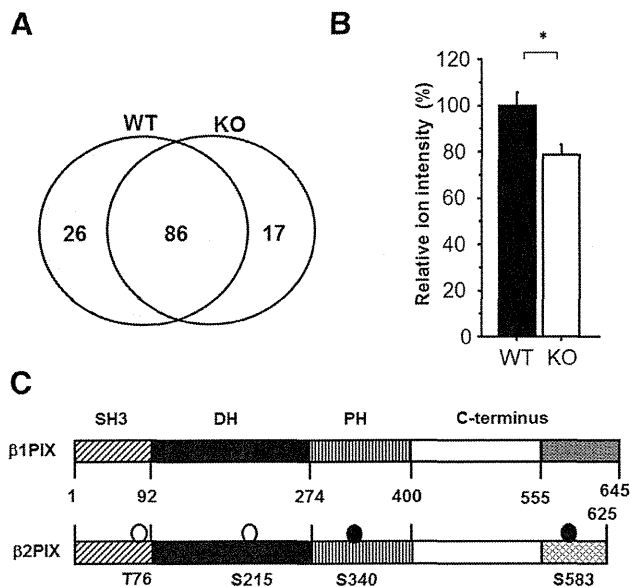 A
WT KO
26 86 17
B
*
Relative ion intensity (%)
120
100
80
60
40
20
0
WT KO
C
SH3 DH PH C-terminus
β1PIX
1 92 274 400 555 645
625
β2PIX
T76 S215 S340 S583